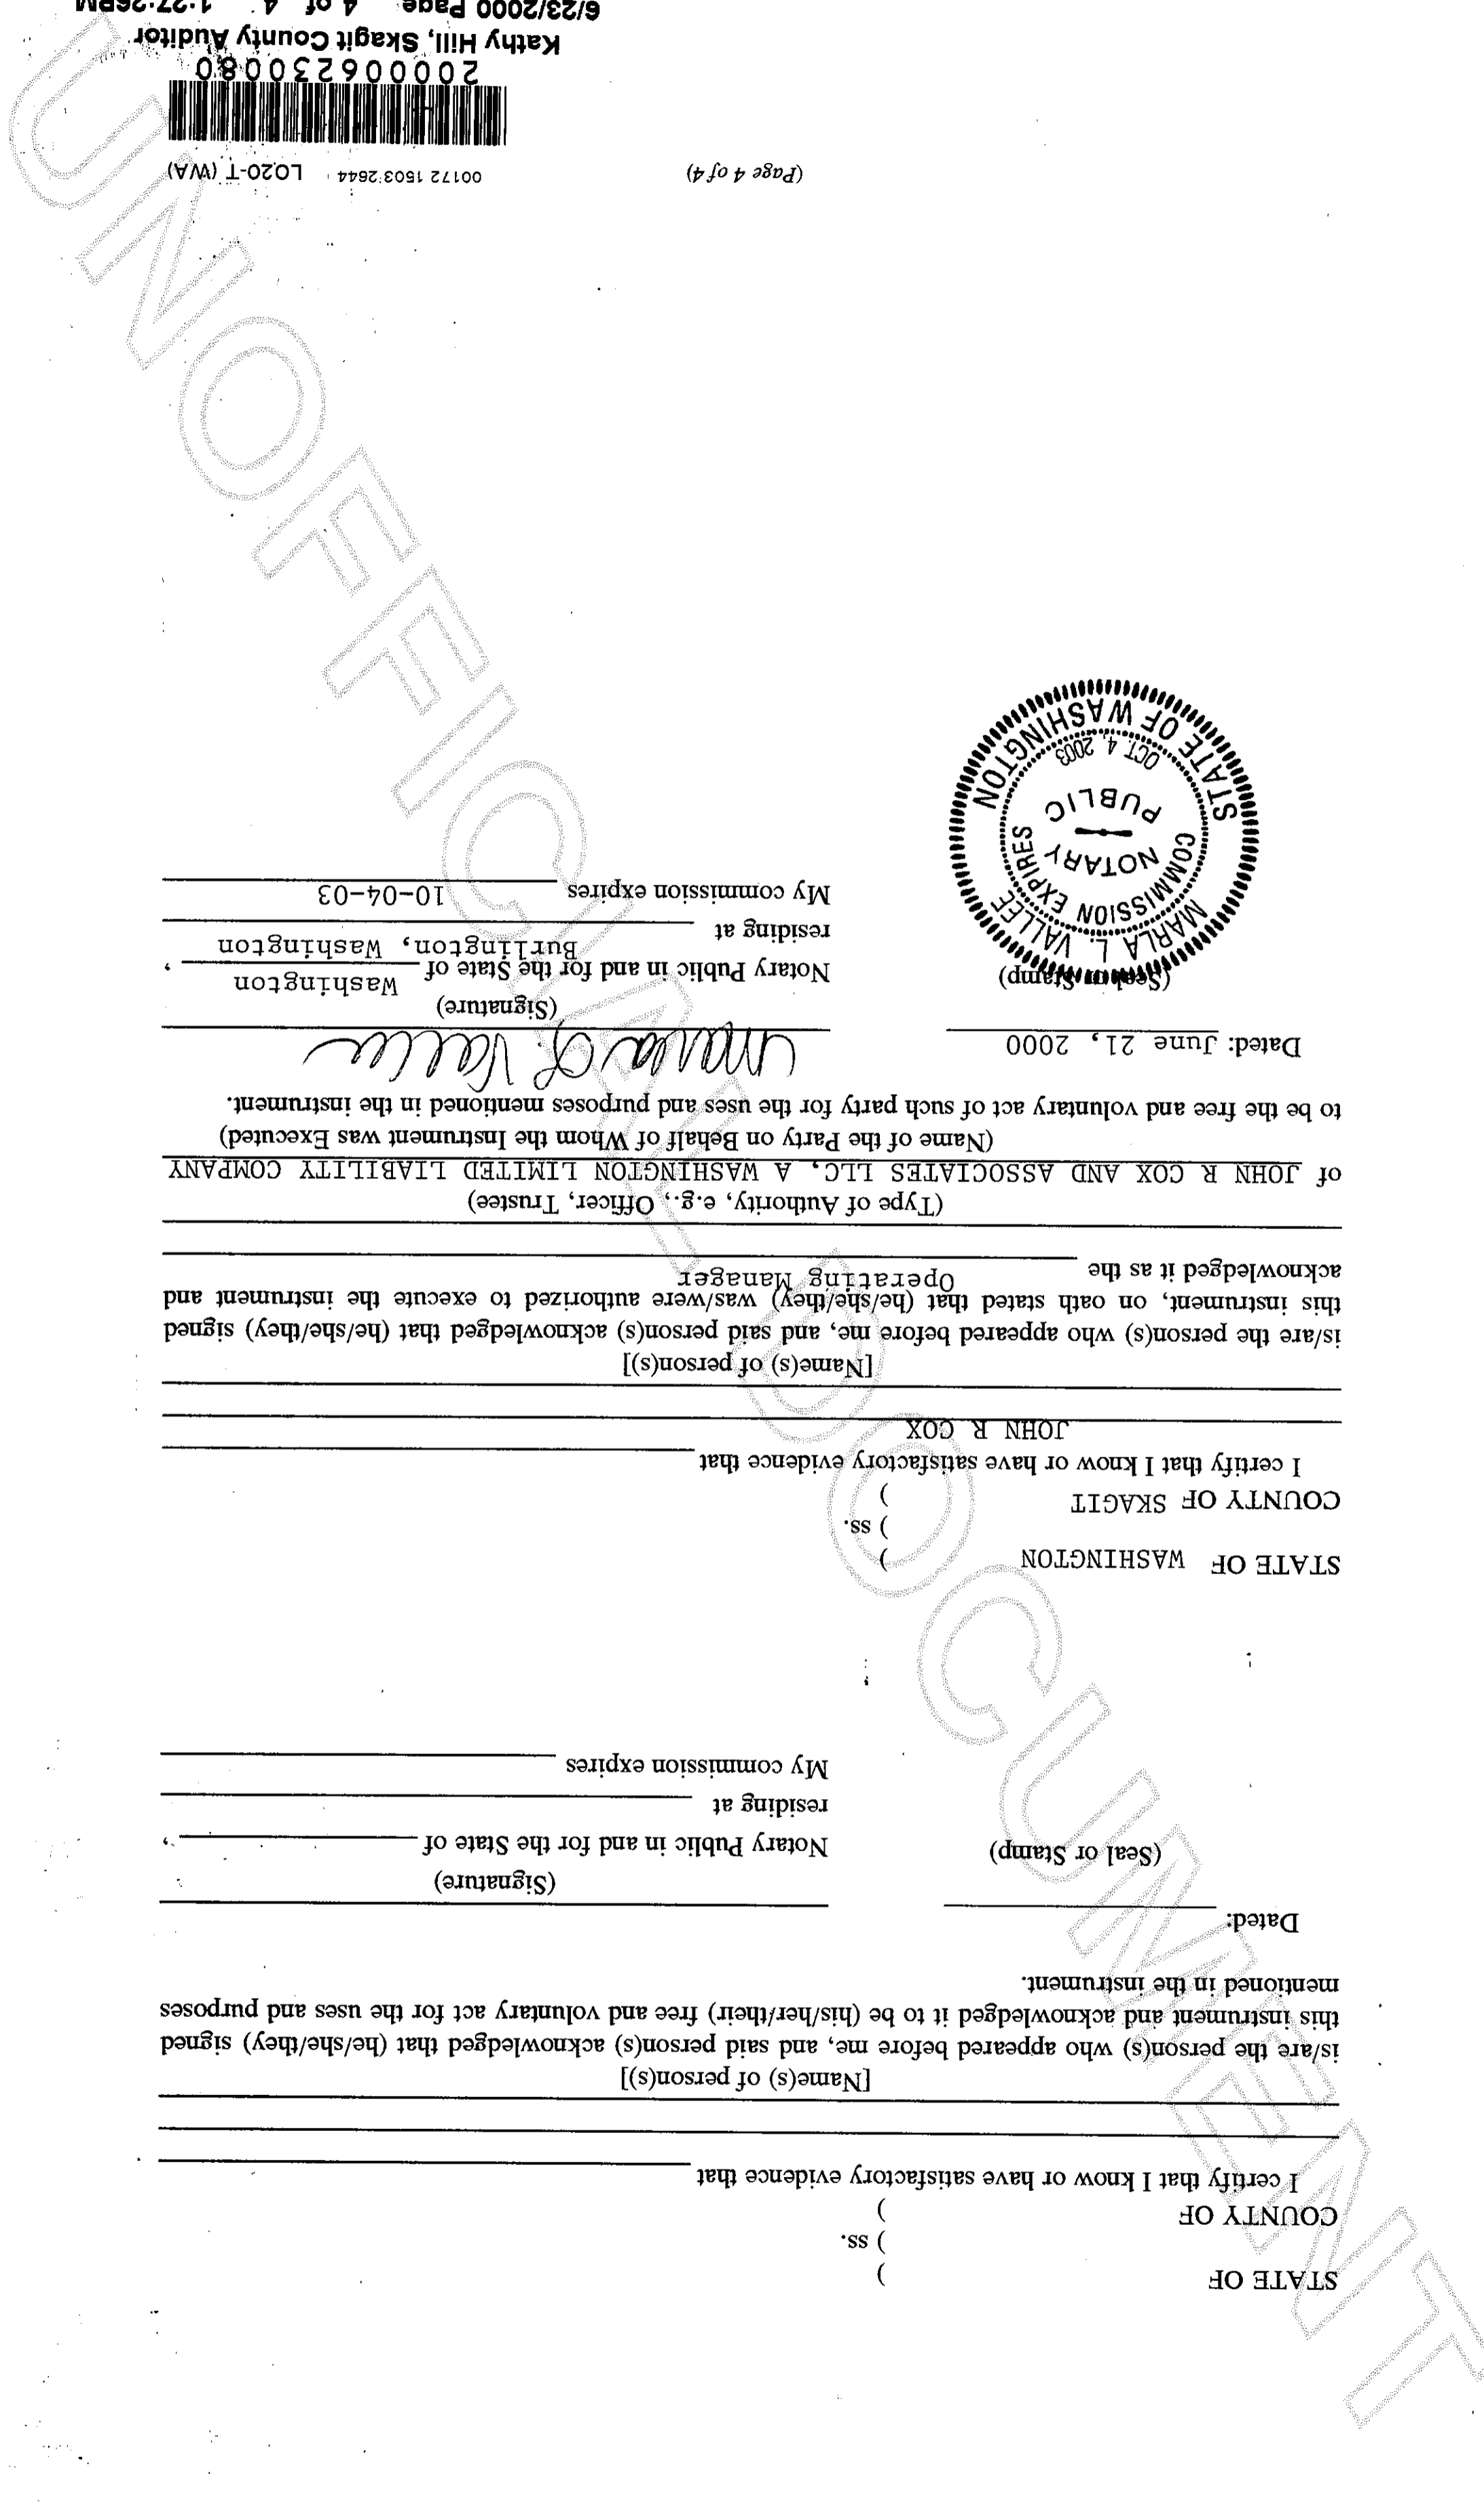 STATE OF )
) ss.
COUNTY OF )
I certify that I know or have satisfactory evidence that
[Name(s) of person(s)]
is/are the person(s) who appeared before me, and said person(s) acknowledged that (he/she/they) signed
this instrument and acknowledged it to be (his/her/their) free and voluntary act for the uses and purposes
mentioned in the instrument.
Dated:
(Signature)
(Seal or Stamp)
Notary Public in and for the State of ,
residing at
My commission expires
STATE OF WASHINGTON )
) ss.
COUNTY OF SKAGIT )
I certify that I know or have satisfactory evidence that
JOHN R COX
[Name(s) of person(s)]
is/are the person(s) who appeared before me, and said person(s) acknowledged that (he/she/they) signed
this instrument, on oath stated that (he/she/they) was/were authorized to execute the instrument and
acknowledged it as the Operating Manager
(Type of Authority, e.g., Officer, Trustee)
of JOHN R COX AND ASSOCIATES LLC, A WASHINGTON LIMITED LIABILITY COMPANY
(Name of the Party on Behalf of Whom the Instrument was Executed)
to be the free and voluntary act of such party for the uses and purposes mentioned in the instrument.
Dated: June 21, 2000
Marla L. Vallee
(Signature)
(Seal or Stamp)
Notary Public in and for the State of Washington ,
residing at Burlington, Washington
My commission expires 10-04-03
MARLA L. VALLEE
COMMISSION EXPIRES
NOTARY
PUBLIC
OCT. 4, 2003
STATE OF WASHINGTON
(Page 4 of 4)
00172 1503 2644 LO20-T (WA)
200006230080
Kathy Hill, Skagit County Auditor
6/23/2000 Page 4 of 4 1:27:26PM
UNOFFICIAL DOCUMENT